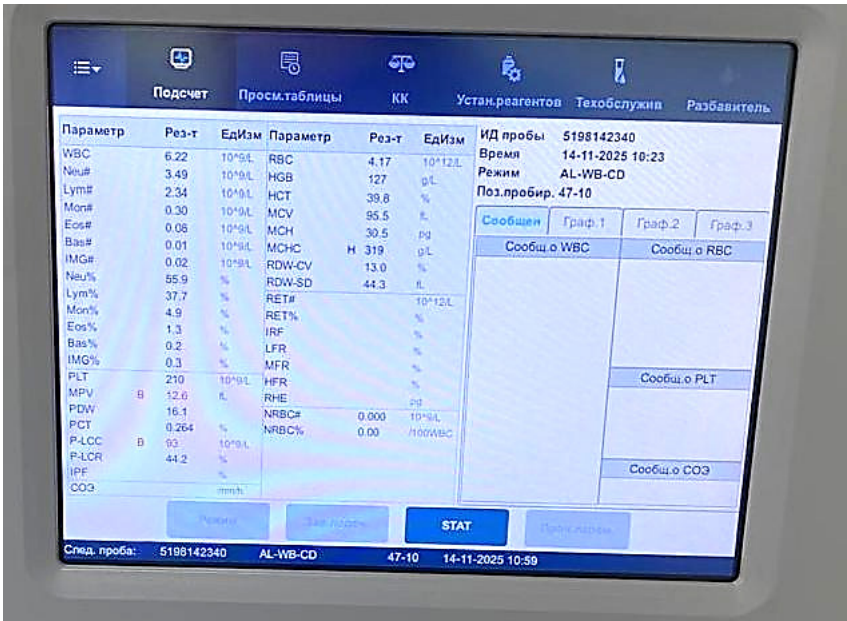 Подсчет Просм.таблицы КК Устан.реагентов Техобслужив Разбавитель
Параметр Рез-т ЕдИзм Параметр Рез-т ЕдИзм
ИД пробы 5198142340
Время 14-11-2025 10:23
Режим AL-WB-CD
Поз.пробир. 47-10
Сообщен Граф.1 Граф.2 Граф.3
Сообщ.о WBC Сообщ.о RBC
Сообщ.о PLT
Сообщ.о СОЭ
WBC 6.22 10^9/L
Neu# 3.49 10^9/L
Lym# 2.34 10^9/L
Mon# 0.30 10^9/L
Eos# 0.08 10^9/L
Bas# 0.01 10^9/L
IMG# 0.02 10^9/L
Neu% 55.9 %
Lym% 37.7 %
Mon% 4.9 %
Eos% 1.3 %
Bas% 0.2 %
IMG% 0.3 %
PLT 210 10^9/L
MPV В 12.6 fL
PDW 16.1
PCT 0.264 %
P-LCC В 93 10^9/L
P-LCR 44.2 %
IPF %
СОЭ mm/h
RBC 4.17 10^12/L
HGB 127 g/L
HCT 39.8 %
MCV 95.5 fL
MCH 30.5 pg
MCHC Н 319 g/L
RDW-CV 13.0 %
RDW-SD 44.3 fL
RET# 10^12/L
RET% %
IRF %
LFR %
MFR %
HFR %
RHE pg
NRBC# 0.000 10^9/L
NRBC% 0.00 /100WBC
Режим STAT
След. проба: 5198142340 AL-WB-CD 47-10 14-11-2025 10:59